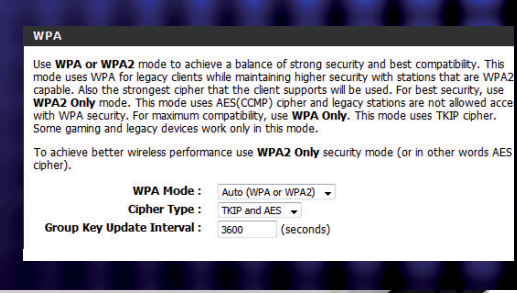 WPA
Use WPA or WPA2 mode to achieve a balance of strong security and best compatibility. This
mode uses WPA for legacy clients while maintaining higher security with stations that are WPA2
capable. Also the strongest cipher that the client supports will be used. For best security, use
WPA2 Only mode. This mode uses AES(CCMP) cipher and legacy stations are not allowed acce
with WPA security. For maximum compatibility, use WPA Only. This mode uses TKIP cipher.
Some gaming and legacy devices work only in this mode.
To achieve better wireless performance use WPA2 Only security mode (or in other words AES
cipher).
WPA Mode : Auto (WPA or WPA2)
Cipher Type : TKIP and AES
Group Key Update Interval : 3600 (seconds)